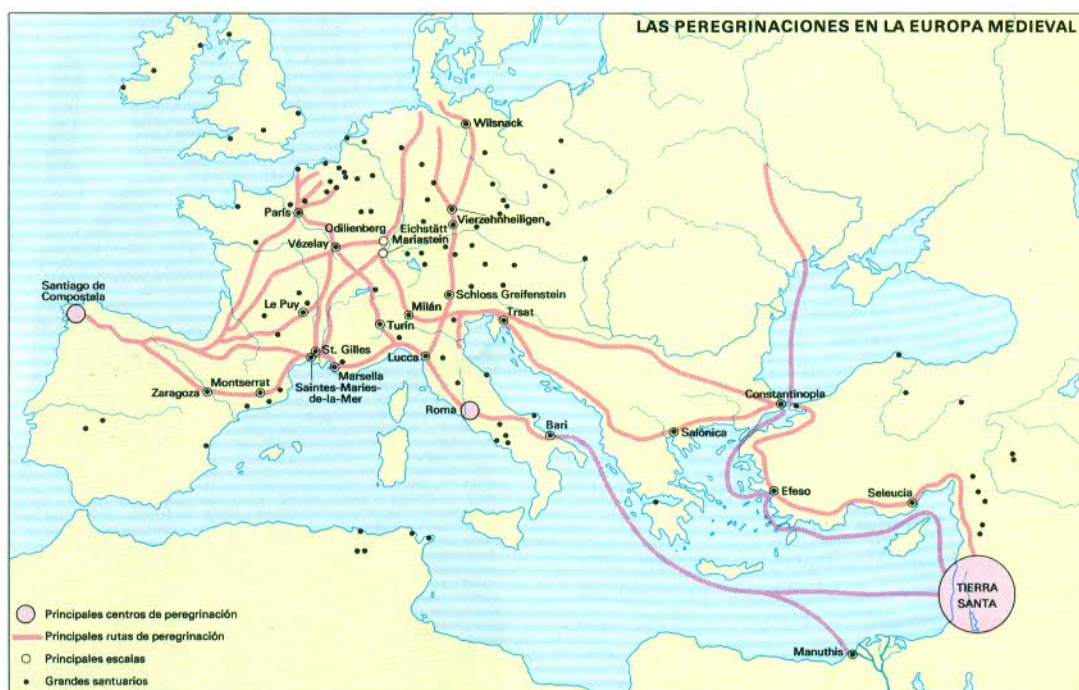 LAS PEREGRINACIONES EN LA EUROPA MEDIEVAL
Wilsnack
París
Odilienberg
Eichstätt
Vierzehnheiligen
Mariastein
Vézelay
Santiago de
Compostela
Le Puy
Milán
Schloss Greifenstein
Trsat
Turín
St. Gilles
Lucca
Zaragoza
Montserrat
Marsella
Saintes-Maries-
de-la-Mer
Constantinopla
Roma
Bari
Salónica
Efeso
Seleucia
TIERRA
SANTA
Manuthis
Principales centros de peregrinación
Principales rutas de peregrinación
Principales escalas
Grandes santuarios